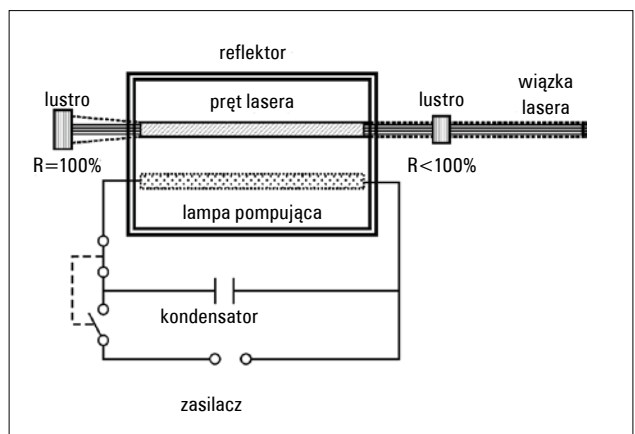 reflektor
lustro
pręt lasera
lustro
wiązka
lasera
R=100%
R<100%
lampa pompująca
kondensator
zasilacz